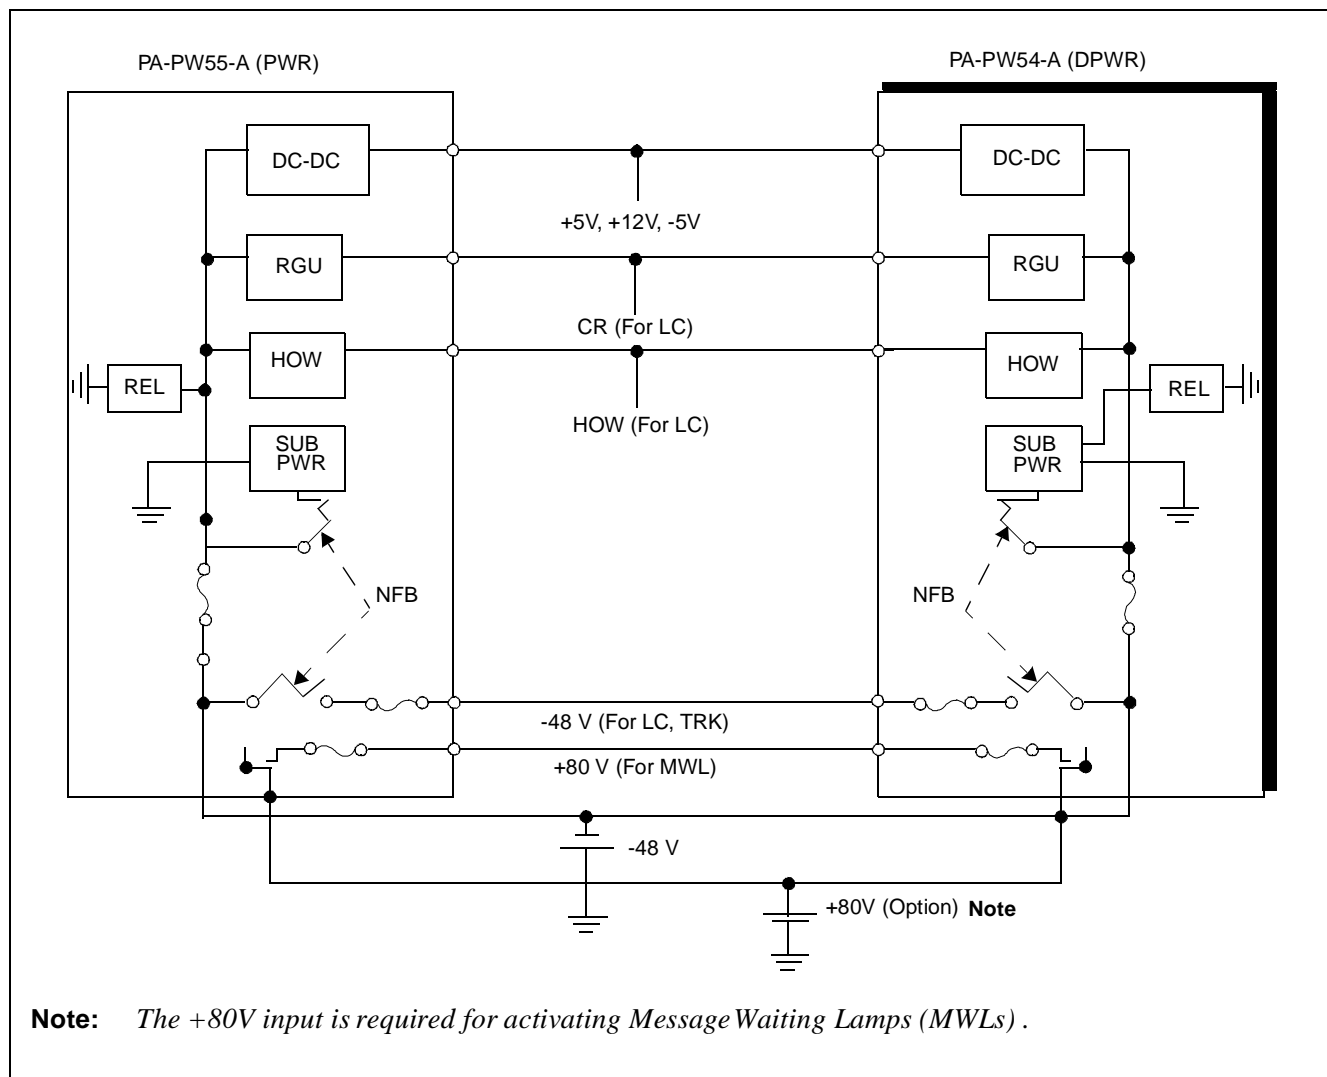 PA-PW55-A (PWR)
PA-PW54-A (DPWR)
DC-DC
DC-DC
+5V, +12V, -5V
RGU
RGU
CR (For LC)
HOW
HOW
REL
REL
HOW (For LC)
SUB
PWR
SUB
PWR
NFB
NFB
-48 V (For LC, TRK)
+80 V (For MWL)
-48 V
+80V (Option) Note
Note: The +80V input is required for activating Message Waiting Lamps (MWLs) .